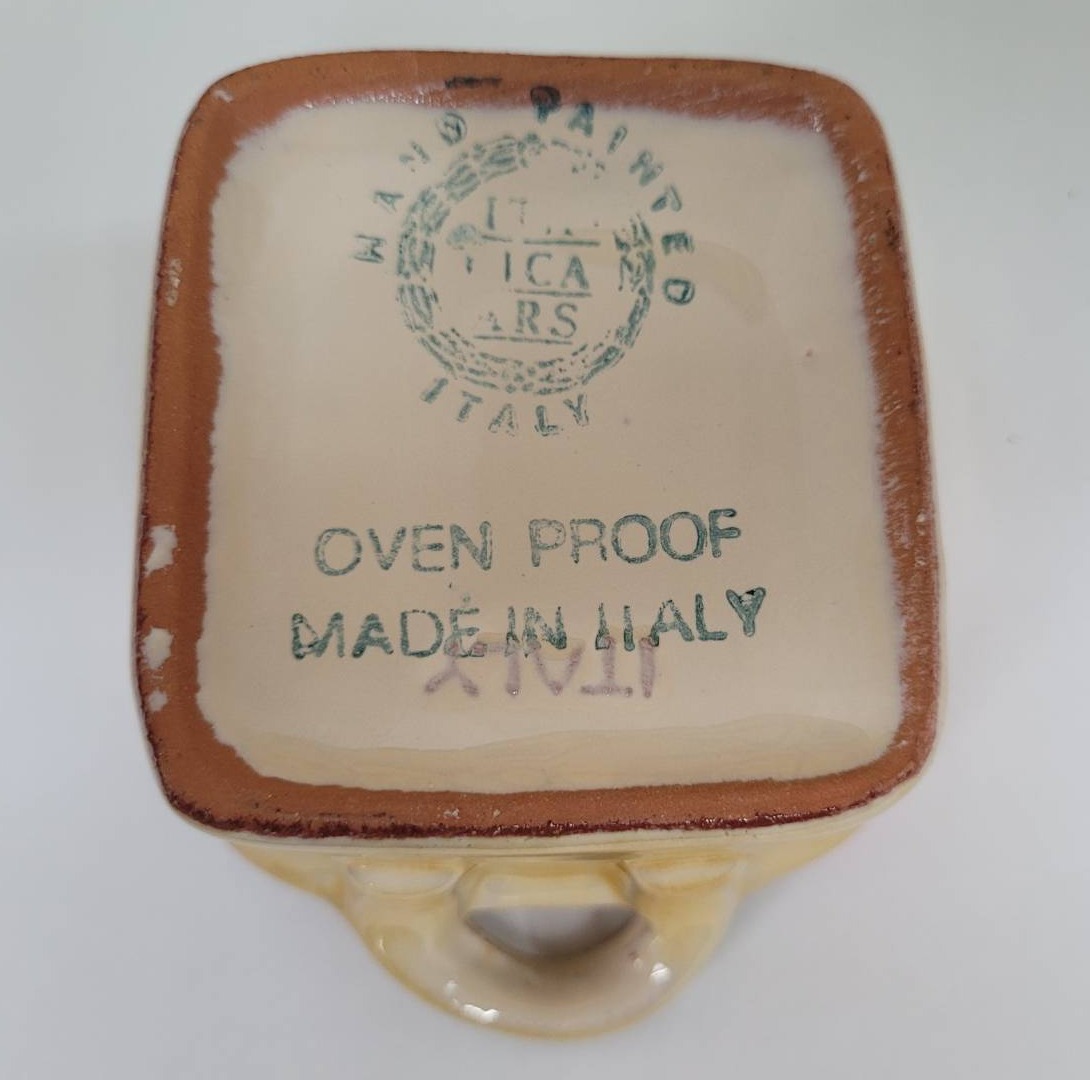 HAND PAINTED
ICA
ARS
ITALY
OVEN PROOF
MADE IN ITALY
ITALY